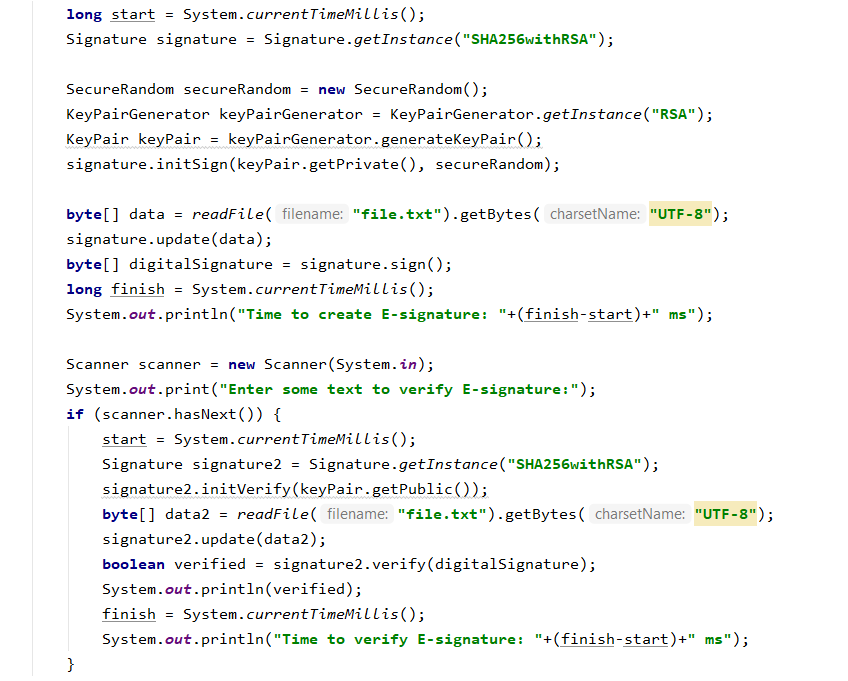 long start = System.currentTimeMillis();
Signature signature = Signature.getInstance("SHA256withRSA");
SecureRandom secureRandom = new SecureRandom();
KeyPairGenerator keyPairGenerator = KeyPairGenerator.getInstance("RSA");
KeyPair keyPair = keyPairGenerator.generateKeyPair();
signature.initSign(keyPair.getPrivate(), secureRandom);
byte[] data = readFile( filename: "file.txt").getBytes( charsetName: "UTF-8");
signature.update(data);
byte[] digitalSignature = signature.sign();
long finish = System.currentTimeMillis();
System.out.println("Time to create E-signature: "+(finish-start)+" ms");
Scanner scanner = new Scanner(System.in);
System.out.print("Enter some text to verify E-signature:");
if (scanner.hasNext()) {
start = System.currentTimeMillis();
Signature signature2 = Signature.getInstance("SHA256withRSA");
signature2.initVerify(keyPair.getPublic());
byte[] data2 = readFile( filename: "file.txt").getBytes( charsetName: "UTF-8");
signature2.update(data2);
boolean verified = signature2.verify(digitalSignature);
System.out.println(verified);
finish = System.currentTimeMillis();
System.out.println("Time to verify E-signature: "+(finish-start)+" ms");
}